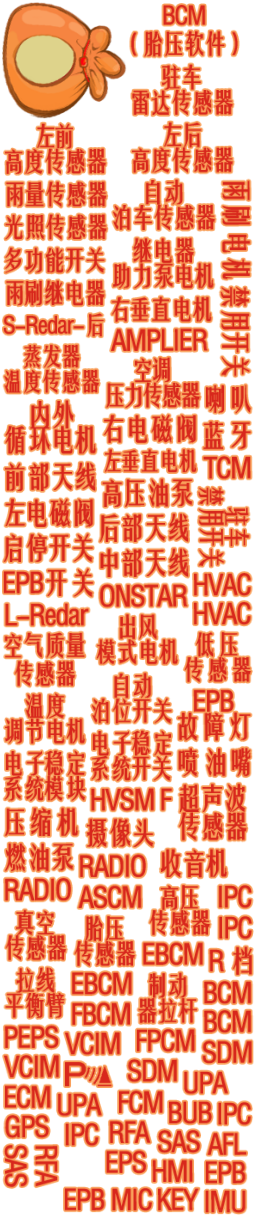 BCM
（胎压软件）
驻车
雷达传感器
左前
高度传感器
左后
高度传感器
雨量传感器
自动
泊车传感器
雨刷电机禁用开关
光照传感器
多功能开关
继电器
助力泵电机
雨刷继电器
右垂直电机
S-Redar-后
AMPLIER
蒸发器
温度传感器
空调
压力传感器
喇叭
内外
循环电机
右电磁阀
蓝牙
左垂直电机
TCM
前部天线
高压油泵
驻车
禁用开关
左电磁阀
后部天线
启停开关
中部天线
EPB开关
ONSTAR
HVAC
HVAC
L-Redar
出风
模式电机
空气质量
传感器
低压
传感器
自动
泊位开关
EPB
故障灯
温度
调节电机
电子稳定
系统开关
喷油嘴
电子稳定
系统模块
HVSM F
超声波
传感器
压缩机
摄像头
燃油泵
RADIO
收音机
RADIO
ASCM
高压
传感器
IPC
IPC
真空
传感器
胎压
传感器
EBCM
R 档
拉线
平衡臂
EBCM
制动
器拉杆
BCM
FBCM
BCM
PEPS
VCIM
FPCM
SDM
VCIM
P
SDM
UPA
ECM
UPA
FCM
BUB
IPC
GPS
IPC
RFA
SAS
AFL
RFA
SAS
EPS
HMI
EPB
EPB
MIC
KEY
IMU